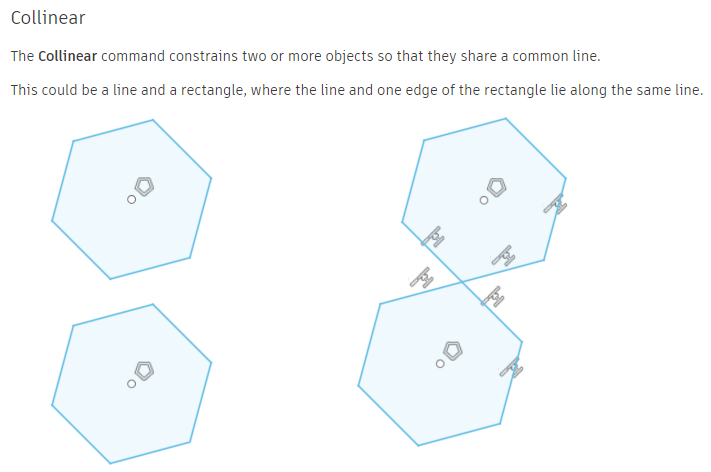 Collinear
The Collinear command constrains two or more objects so that they share a common line.
This could be a line and a rectangle, where the line and one edge of the rectangle lie along the same line.